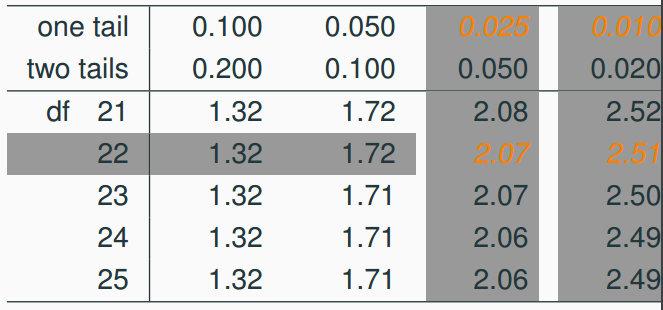 one tail 0.100 0.050 0.025 0.010
two tails 0.200 0.100 0.050 0.020
df 21 1.32 1.72 2.08 2.52
22 1.32 1.72 2.07 2.51
23 1.32 1.71 2.07 2.50
24 1.32 1.71 2.06 2.49
25 1.32 1.71 2.06 2.49